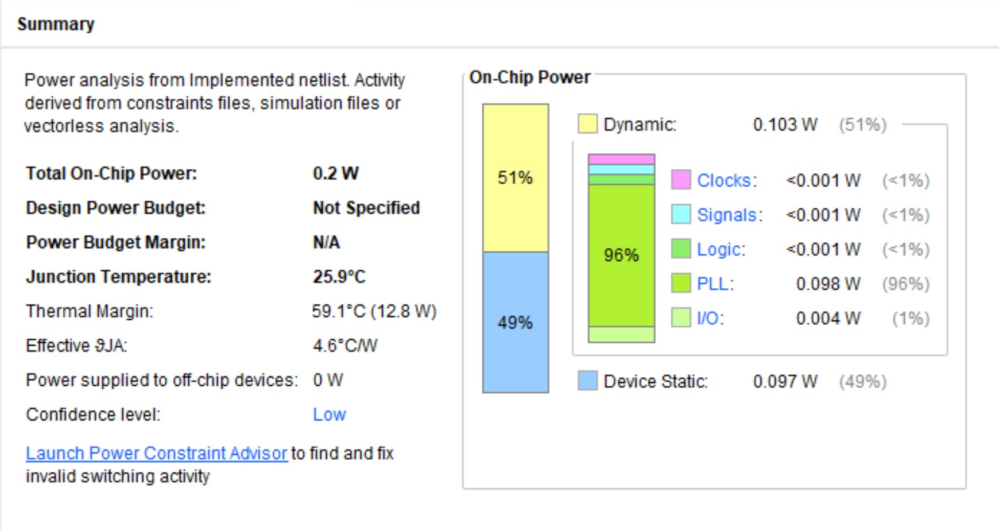 Summary
Power analysis from Implemented netlist. Activity
derived from constraints files, simulation files or
vectorless analysis.
Total On-Chip Power: 0.2 W
Design Power Budget: Not Specified
Power Budget Margin: N/A
Junction Temperature: 25.9°C
Thermal Margin: 59.1°C (12.8 W)
Effective ϑJA: 4.6°C/W
Power supplied to off-chip devices: 0 W
Confidence level: Low
Launch Power Constraint Advisor to find and fix
invalid switching activity
On-Chip Power
51%
49%
Dynamic: 0.103 W (51%)
96%
Clocks: <0.001 W (<1%)
Signals: <0.001 W (<1%)
Logic: <0.001 W (<1%)
PLL: 0.098 W (96%)
I/O: 0.004 W (1%)
Device Static: 0.097 W (49%)